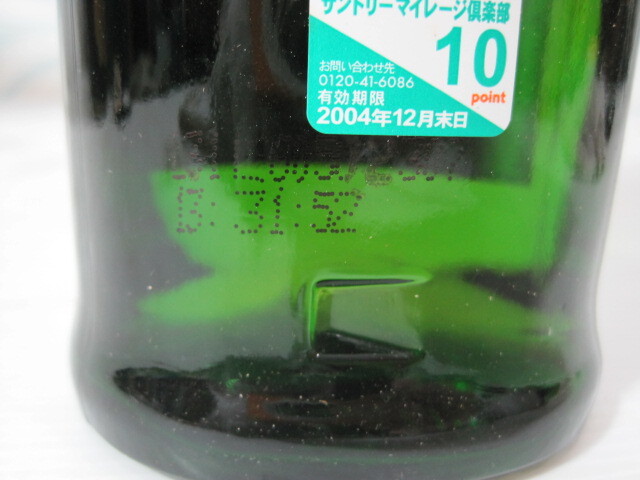 サントリーマイレージ倶楽部
10
point
お問い合わせ先
0120-41-6086
有効期限
2004年12月末日
31:52